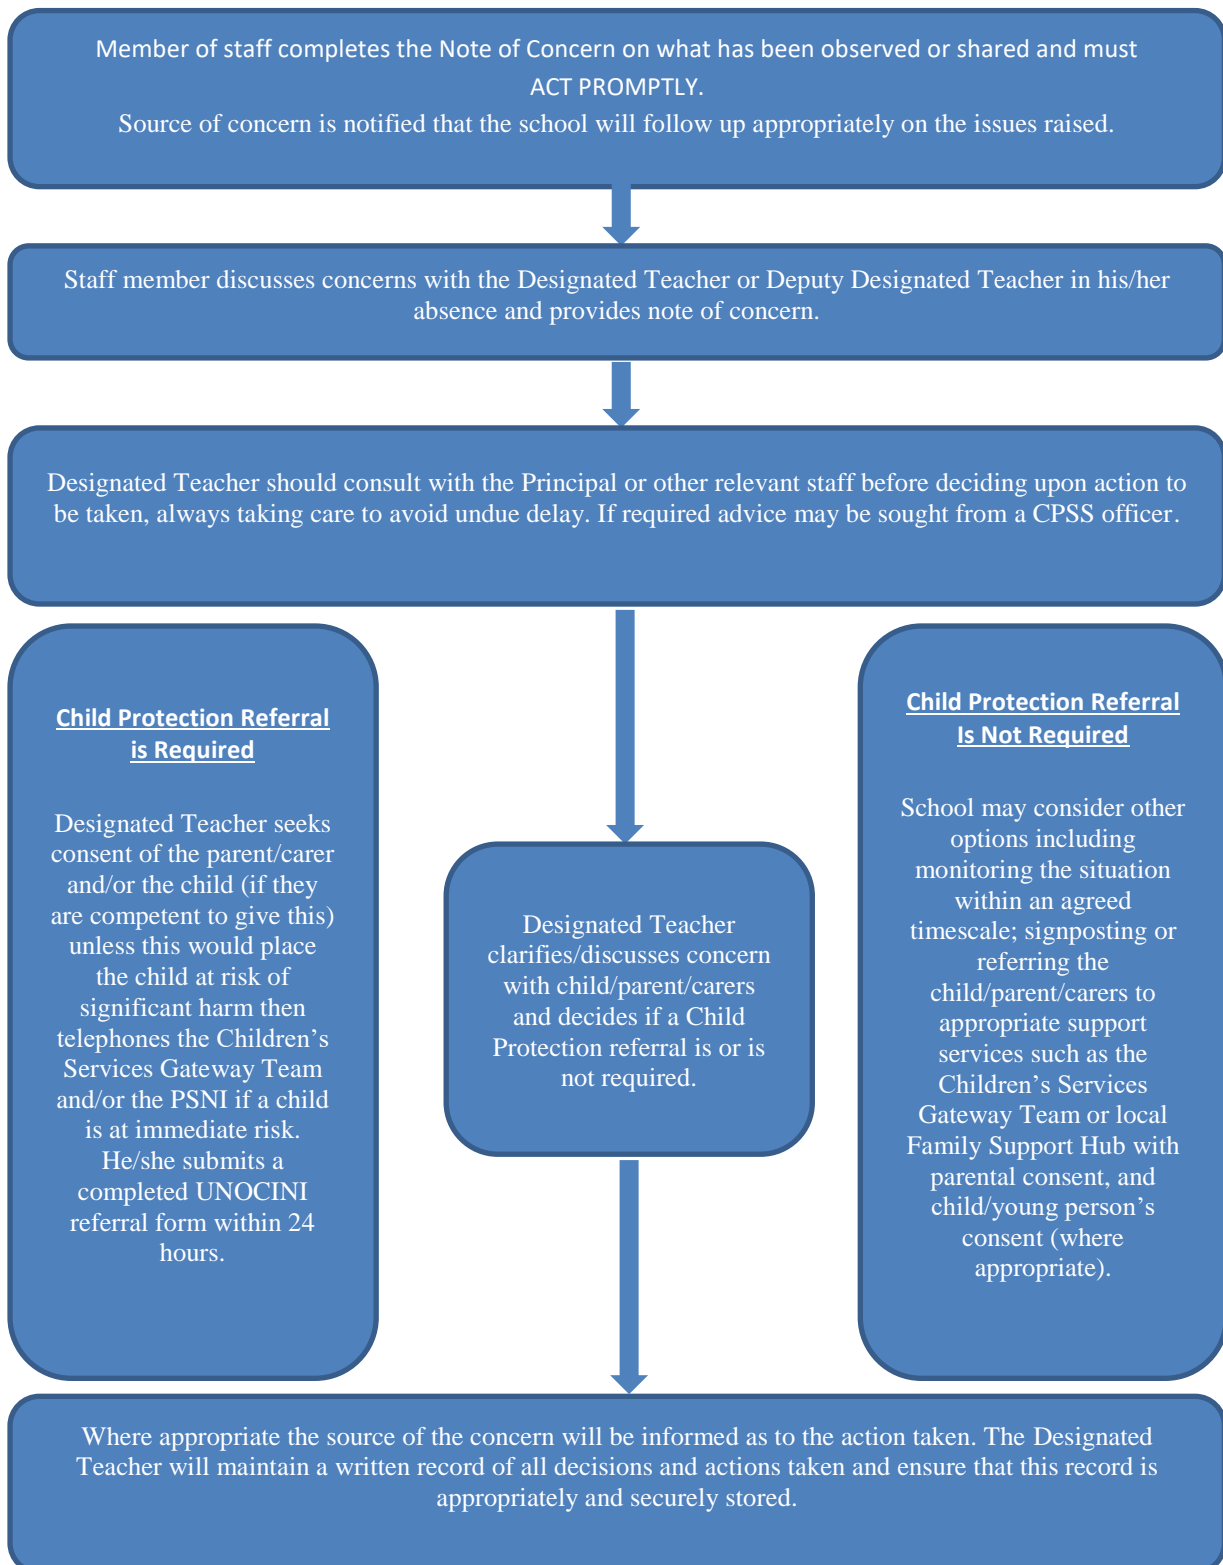 Member of staff completes the Note of Concern on what has been observed or shared and must
ACT PROMPTLY.
Source of concern is notified that the school will follow up appropriately on the issues raised.
Staff member discusses concerns with the Designated Teacher or Deputy Designated Teacher in his/her
absence and provides note of concern.
Designated Teacher should consult with the Principal or other relevant staff before deciding upon action to
be taken, always taking care to avoid undue delay. If required advice may be sought from a CPSS officer.
Child Protection Referral
is Required
Designated Teacher seeks
consent of the parent/carer
and/or the child (if they
are competent to give this)
unless this would place
the child at risk of
significant harm then
telephones the Children’s
Services Gateway Team
and/or the PSNI if a child
is at immediate risk.
He/she submits a
completed UNOCINI
referral form within 24
hours.
Designated Teacher
clarifies/discusses concern
with child/parent/carers
and decides if a Child
Protection referral is or is
not required.
Child Protection Referral
Is Not Required
School may consider other
options including
monitoring the situation
within an agreed
timescale; signposting or
referring the
child/parent/carers to
appropriate support
services such as the
Children’s Services
Gateway Team or local
Family Support Hub with
parental consent, and
child/young person’s
consent (where
appropriate).
Where appropriate the source of the concern will be informed as to the action taken. The Designated
Teacher will maintain a written record of all decisions and actions taken and ensure that this record is
appropriately and securely stored.